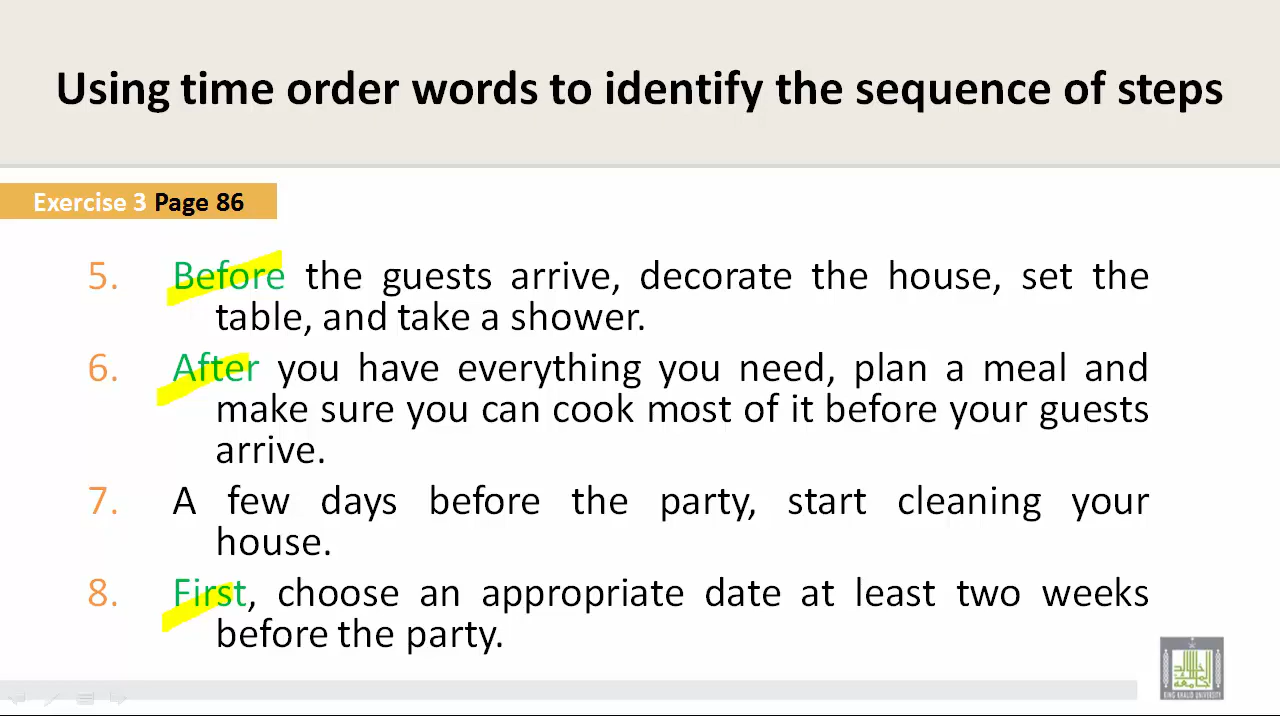 Using time order words to identify the sequence of steps
Exercise 3 Page 86
5. Before the guests arrive, decorate the house, set the
table, and take a shower.
6. After you have everything you need, plan a meal and
make sure you can cook most of it before your guests
arrive.
7. A few days before the party, start cleaning your
house.
8. First, choose an appropriate date at least two weeks
before the party.
KING KHALID UNIVERSITY